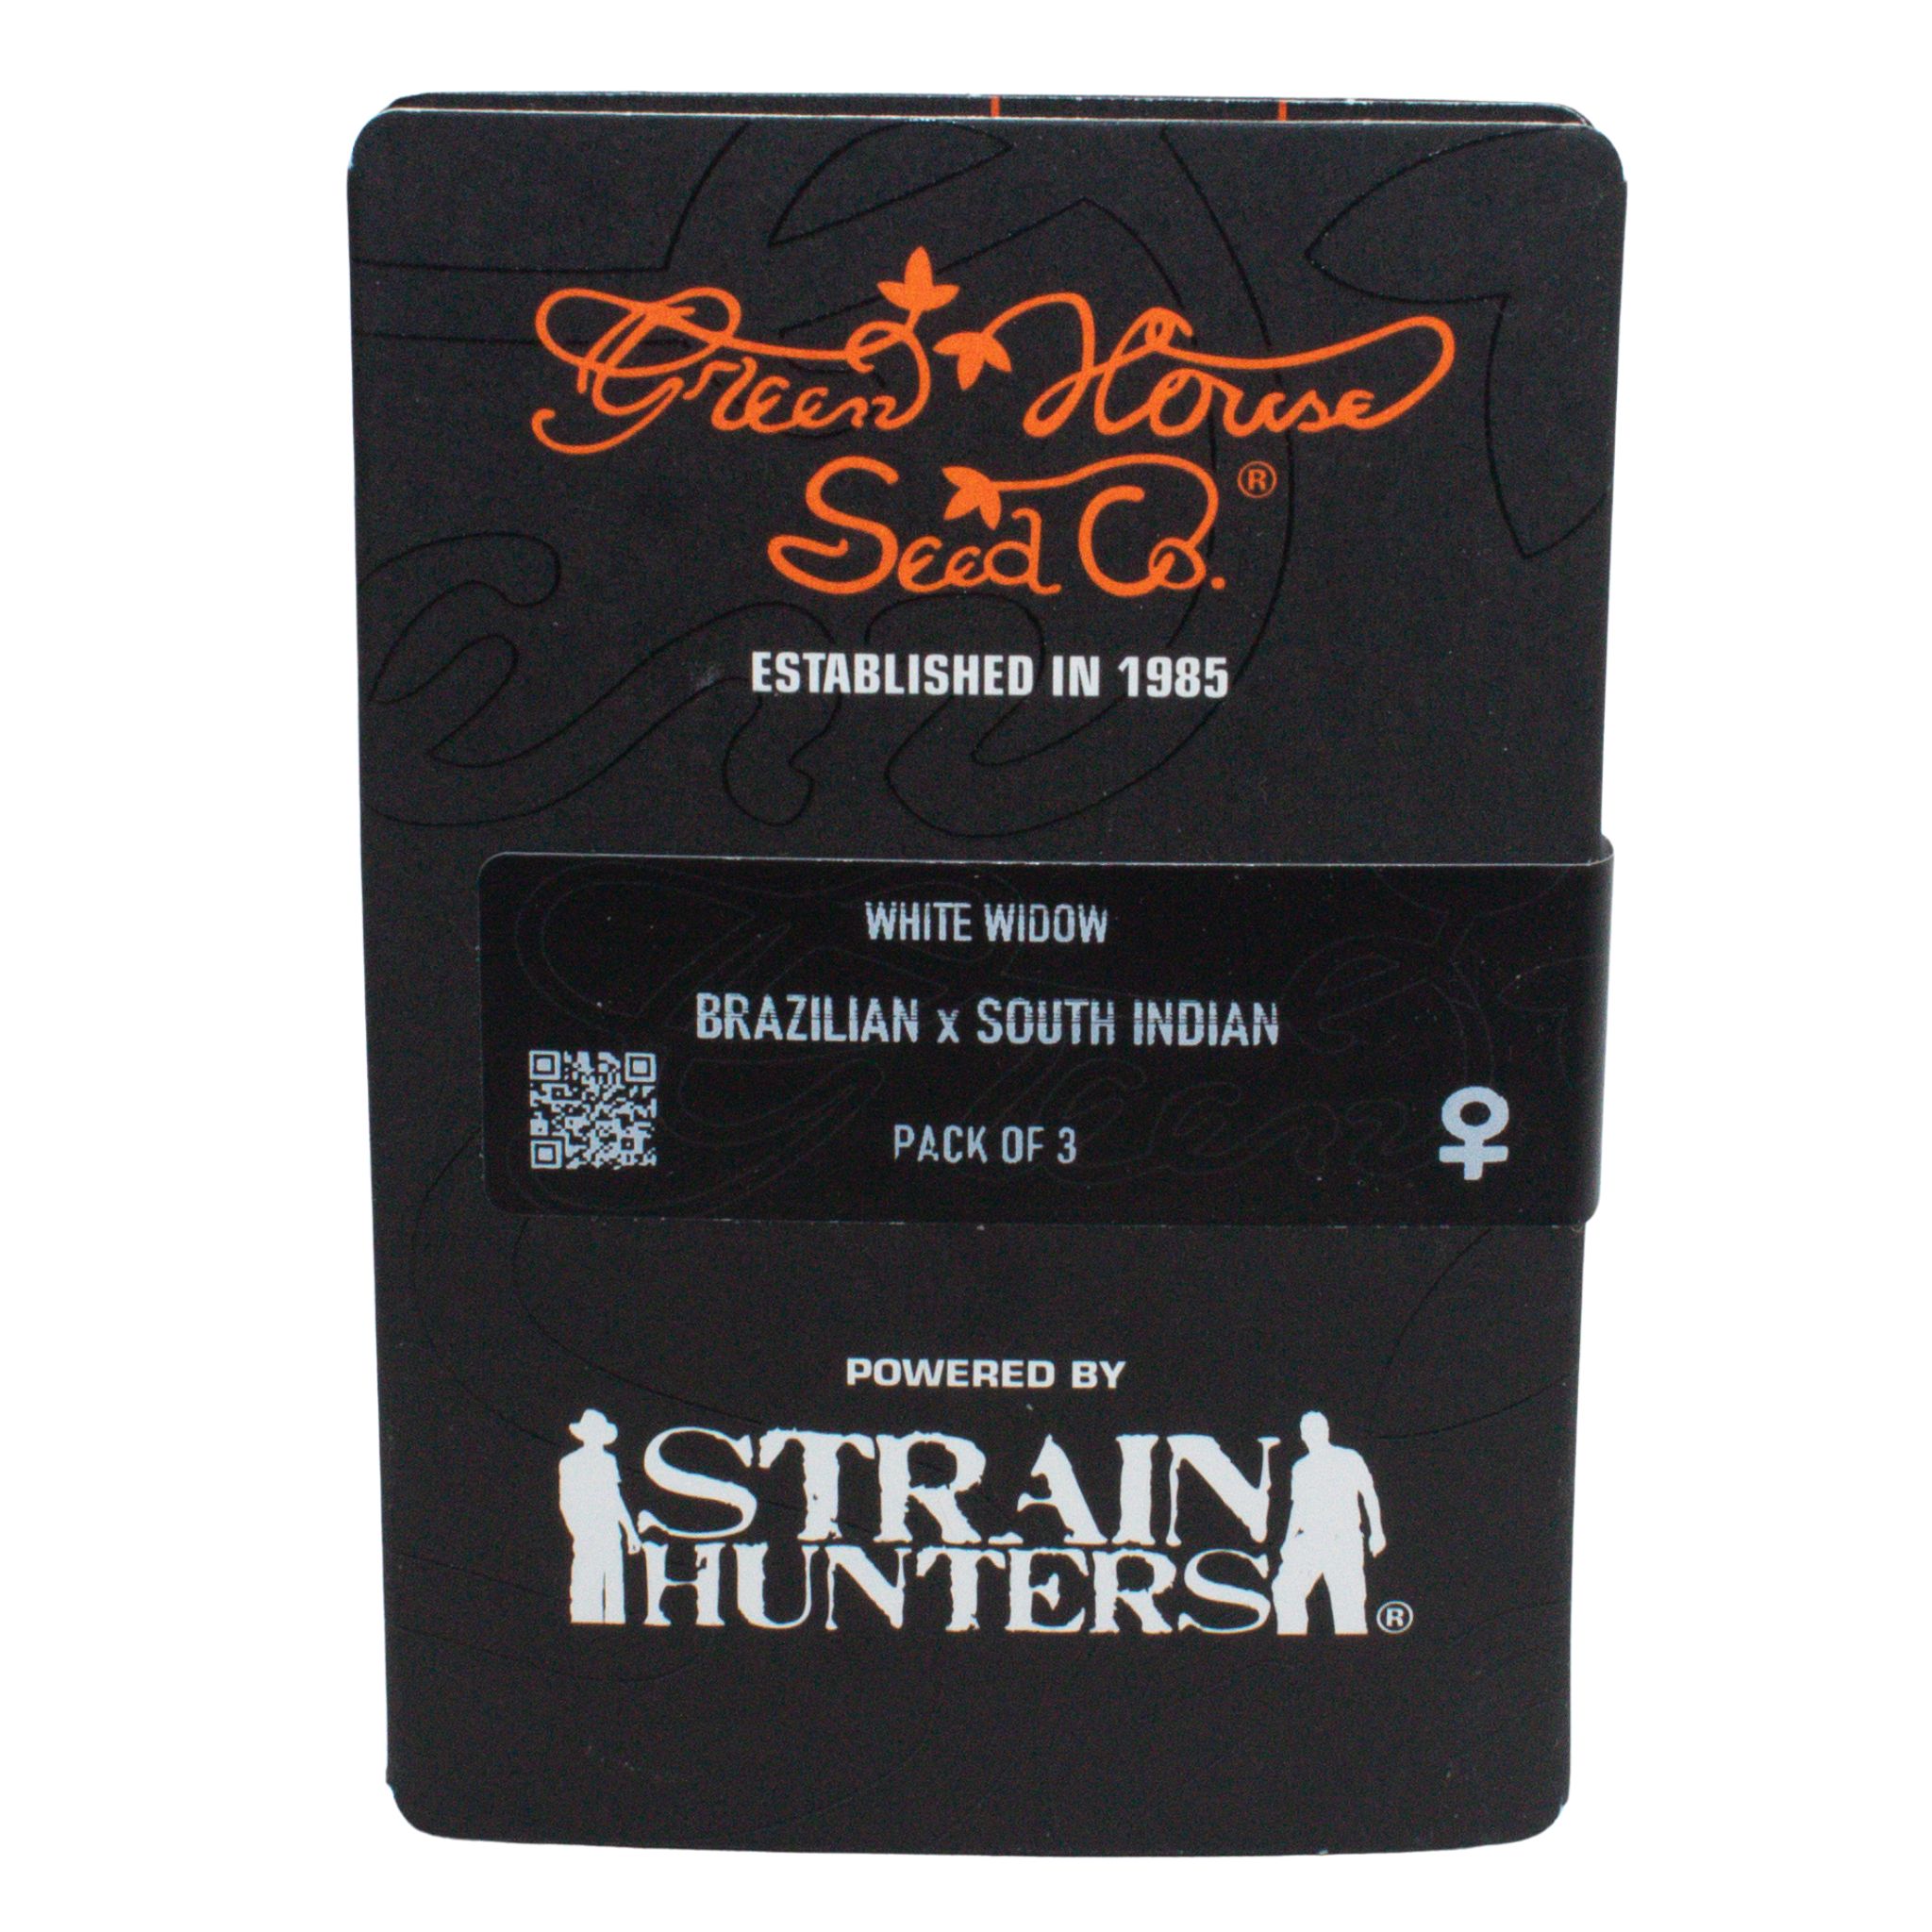 Green House
Seed Co.®
ESTABLISHED IN 1985
WHITE WIDOW
BRAZILIAN x SOUTH INDIAN
PACK OF 3
POWERED BY
STRAIN
HUNTERS®